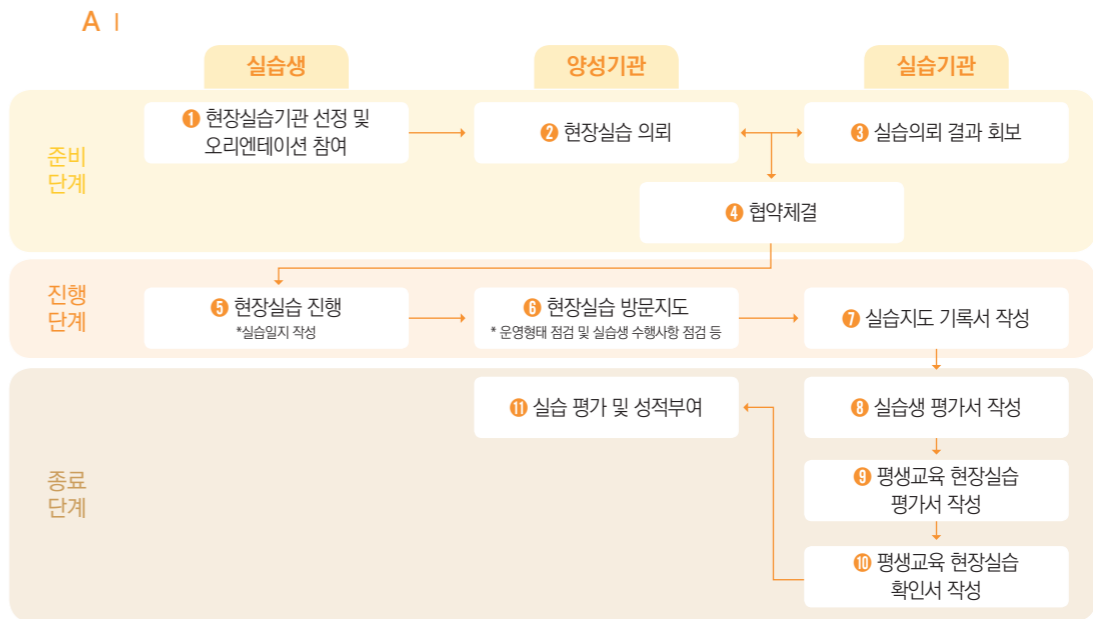 A |
실습생
양성기관
실습기관
준비
단계
❶ 현장실습기관 선정 및
오리엔테이션 참여
❷ 현장실습 의뢰
❸ 실습의뢰 결과 회보
❹ 협약체결
진행
단계
❺ 현장실습 진행
*실습일지 작성
❻ 현장실습 방문지도
* 운영형태 점검 및 실습생 수행사항 점검 등
❼ 실습지도 기록서 작성
종료
단계
⓫ 실습 평가 및 성적부여
❽ 실습생 평가서 작성
❾ 평생교육 현장실습
평가서 작성
❿ 평생교육 현장실습
확인서 작성